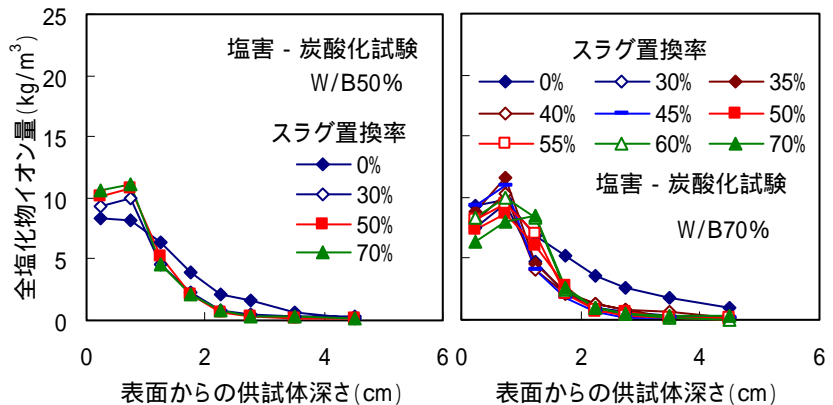 全塩化物イオン量(kg/m³)
25
20
15
10
5
0
塩害 - 炭酸化試験
W/B50%
スラグ置換率
0%
30%
50%
70%
0 2 4 6
表面からの供試体深さ(cm)
スラグ置換率
0% 30% 35%
40% 45% 50%
55% 60% 70%
塩害 - 炭酸化試験
W/B70%
0 2 4 6
表面からの供試体深さ(cm)